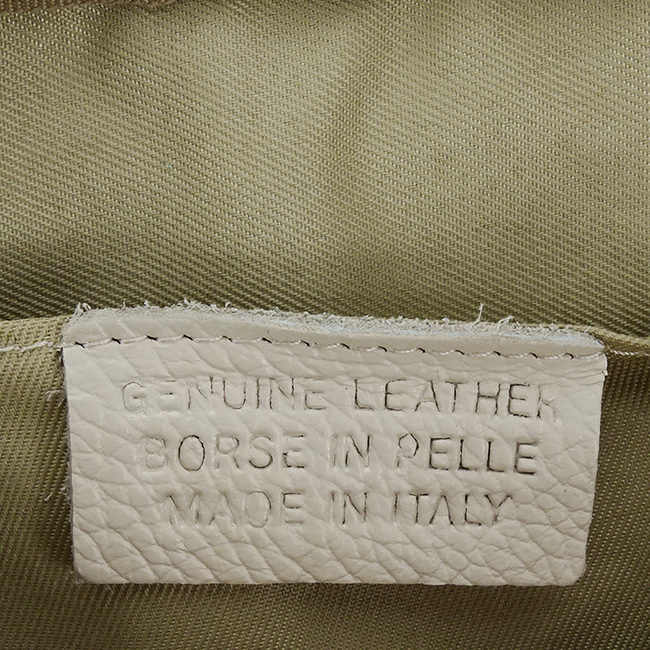 GENUINE LEATHER
BORSE IN PELLE
MADE IN ITALY